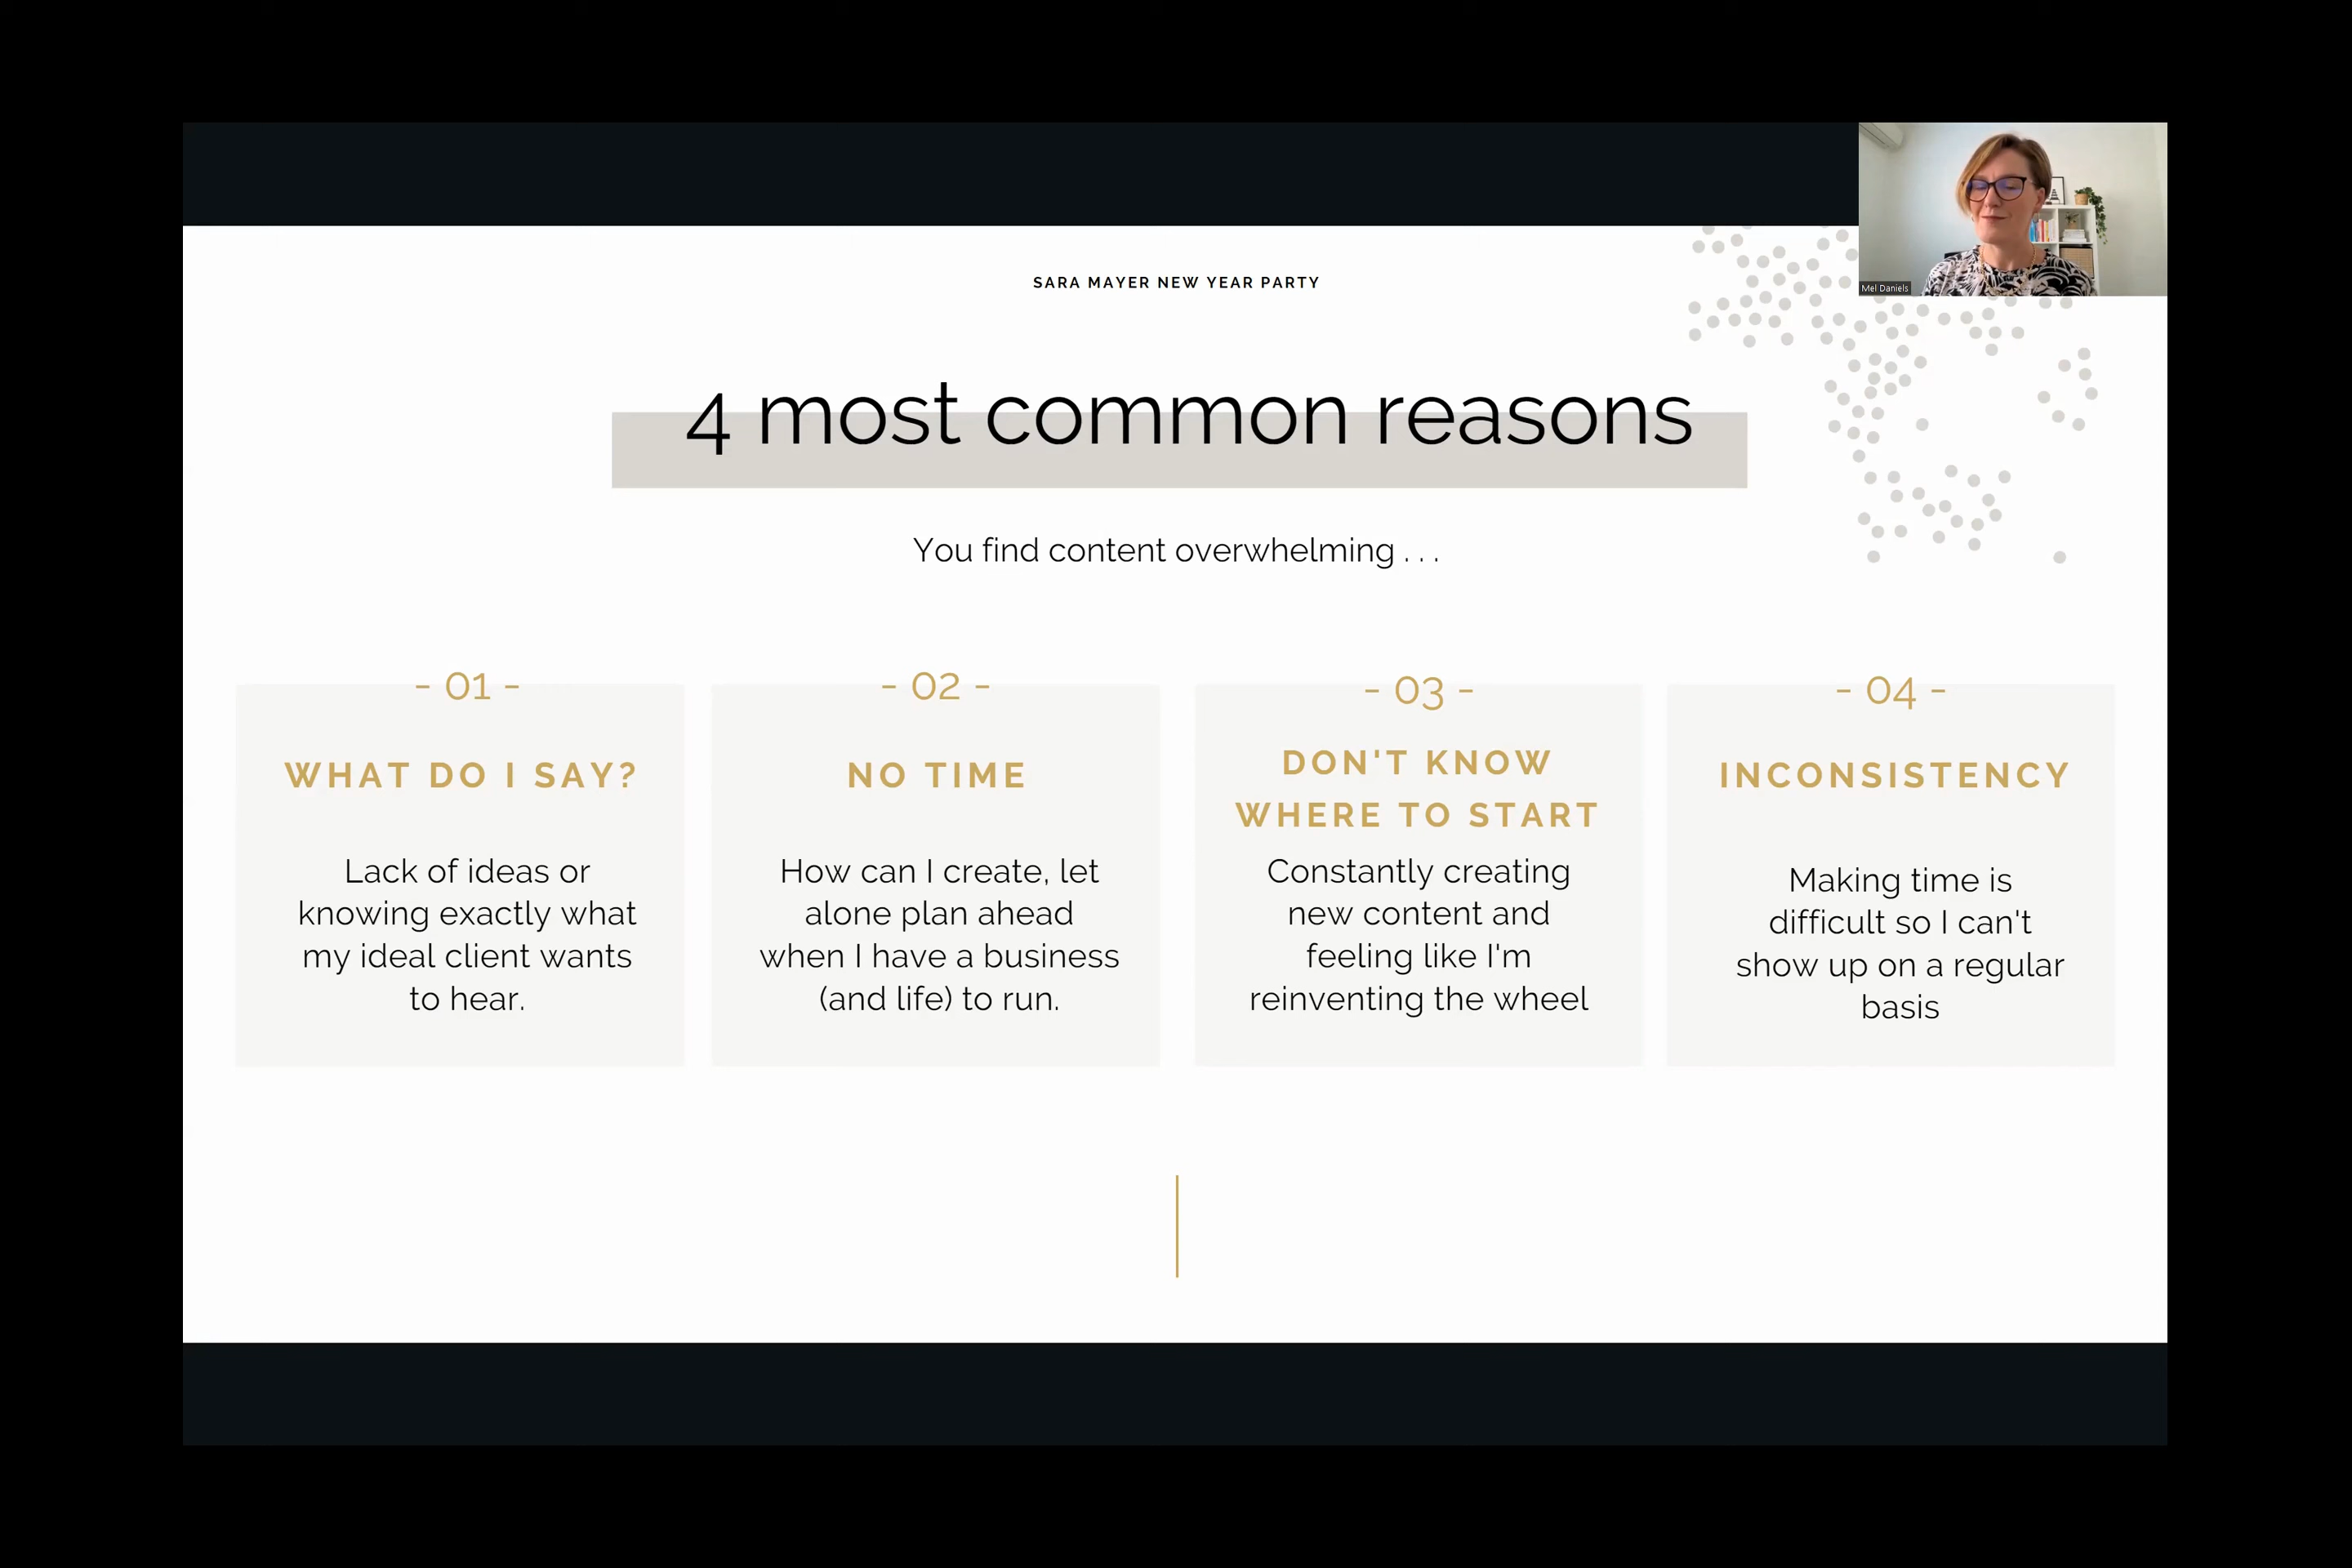 Mel Daniels
SARA MAYER NEW YEAR PARTY
4 most common reasons
You find content overwhelming . . .
- 01 -
WHAT DO I SAY?
Lack of ideas or
knowing exactly what
my ideal client wants
to hear.
- 02 -
NO TIME
How can I create, let
alone plan ahead
when I have a business
(and life) to run.
- 03 -
DON'T KNOW
WHERE TO START
Constantly creating
new content and
feeling like I'm
reinventing the wheel
- 04 -
INCONSISTENCY
Making time is
difficult so I can't
show up on a regular
basis